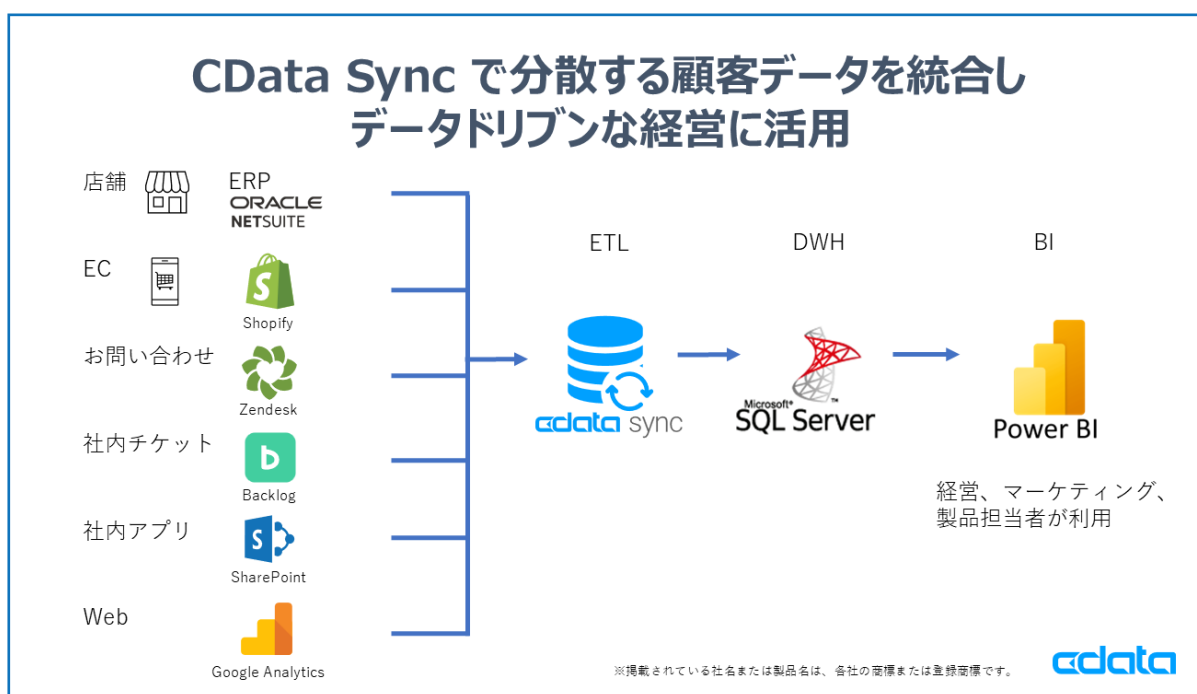 CData Sync で分散する顧客データを統合し
データドリブンな経営に活用
店舗
ERP
ORACLE
NETSUITE
EC
Shopify
お問い合わせ
Zendesk
社内チケット
Backlog
社内アプリ
S
SharePoint
Web
Google Analytics
ETL
cdata sync
DWH
Microsoft®
SQL Server™
BI
Power BI
経営、マーケティング、
製品担当者が利用
※掲載されている社名または製品名は、各社の商標または登録商標です。
cdata